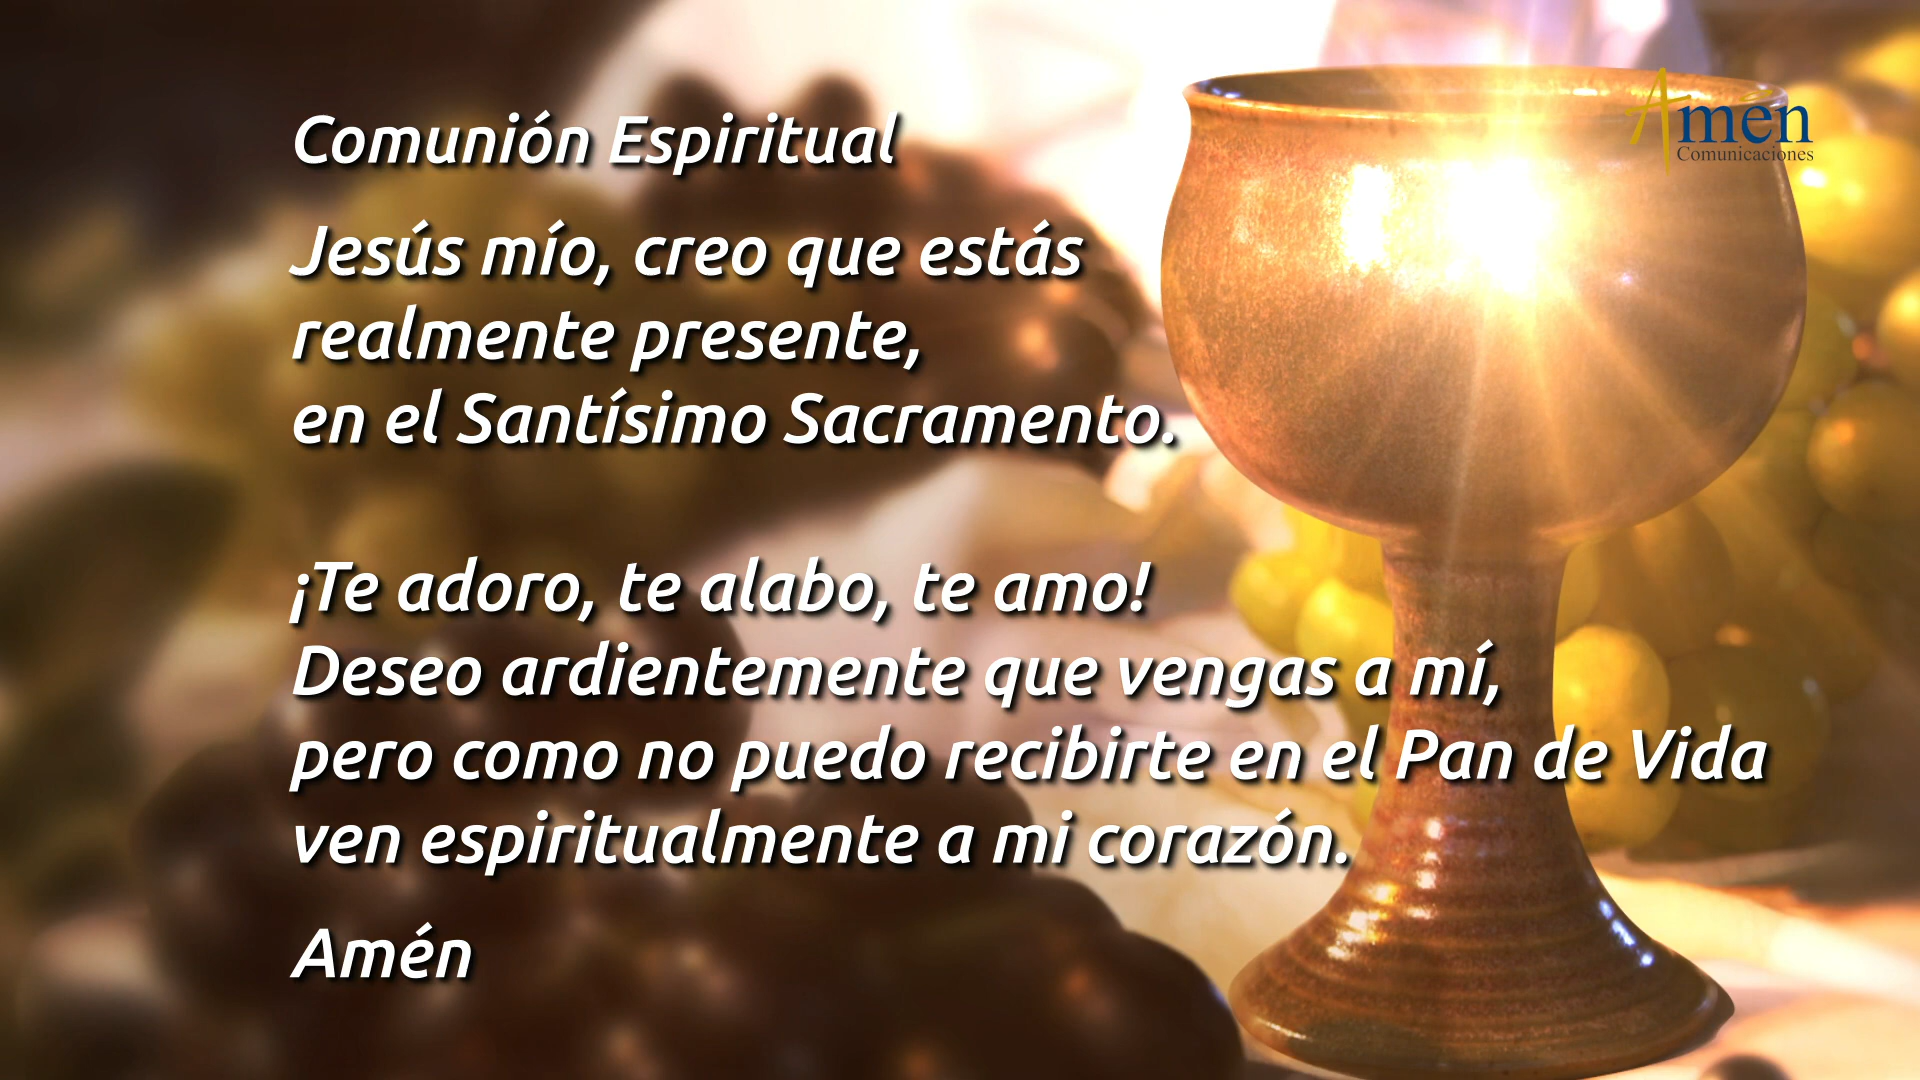 Amén
Comunicaciones
Comunión Espiritual
Jesús mío, creo que estás
realmente presente,
en el Santísimo Sacramento.
¡Te adoro, te alabo, te amo!
Deseo ardientemente que vengas a mí,
pero como no puedo recibirte en el Pan de Vida
ven espiritualmente a mi corazón.
Amén